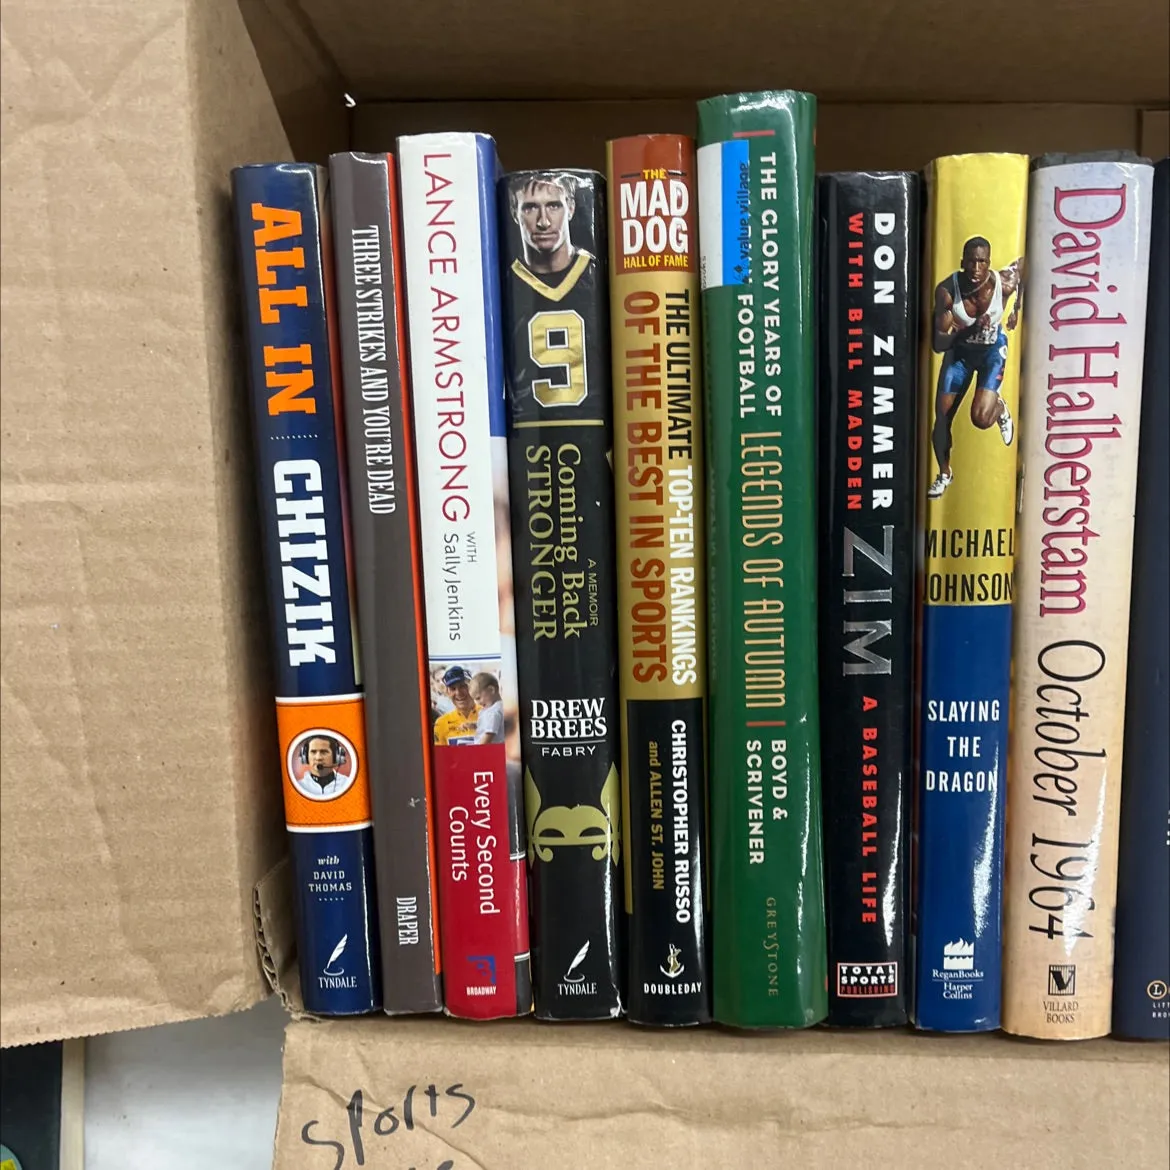 ALL IN
CHIZIK
with
DAVID
THOMAS
TYNDALE
THREE STRIKES AND YOU'RE DEAD
DRAPER
LANCE ARMSTRONG
WITH
Sally Jenkins
Every Second
Counts
BROADWAY
9
Coming Back
STRONGER
A MEMOIR
DREW
BREES
FABRY
TYNDALE
THE
MAD
DOG
HALL OF FAME
THE ULTIMATE TOP-TEN RANKINGS
OF THE BEST IN SPORTS
CHRISTOPHER RUSSO
and ALLEN ST. JOHN
DOUBLEDAY
value village
THE GLORY YEARS OF
FOOTBALL
LEGENDS OF AUTUMN
BOYD &
SCRIVENER
GREYSTONE
DON ZIMMER
WITH BILL MADDEN
ZIM
A BASEBALL LIFE
TOTAL
SPORTS
PUBLISHING
MICHAEL
JOHNSON
SLAYING
THE
DRAGON
ReganBooks
Harper
Collins
David Halberstam October 1964
VILLARD
BOOKS
L
LITT
BRO
Sports